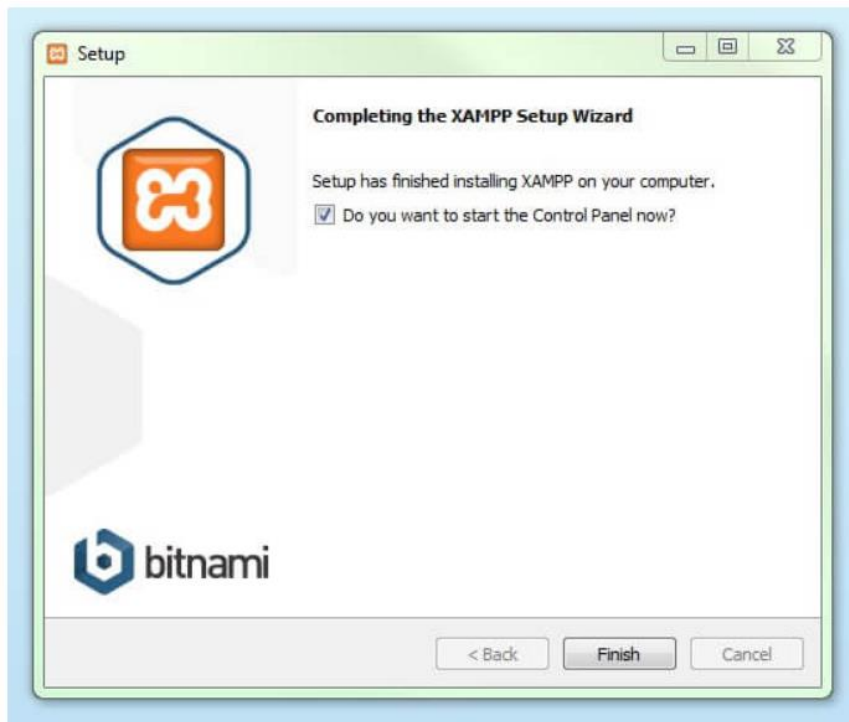 Setup
Completing the XAMPP Setup Wizard
Setup has finished installing XAMPP on your computer.
Do you want to start the Control Panel now?
bitnami
< Back
Finish
Cancel